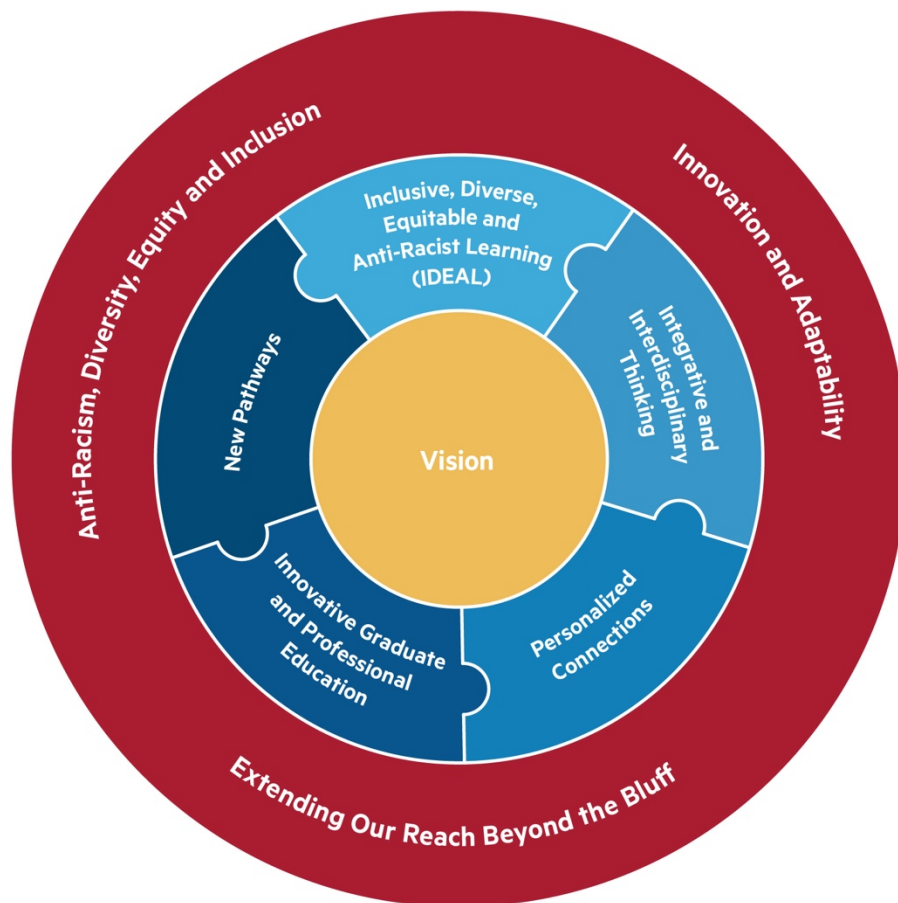 Anti-Racism, Diversity, Equity and Inclusion
Innovation and Adaptability
Extending Our Reach Beyond the Bluff
Inclusive, Diverse,
Equitable and
Anti-Racist Learning
(IDEAL)
Integrative and
Interdisciplinary
Thinking
Personalized
Connections
Innovative Graduate
and Professional
Education
New Pathways
Vision